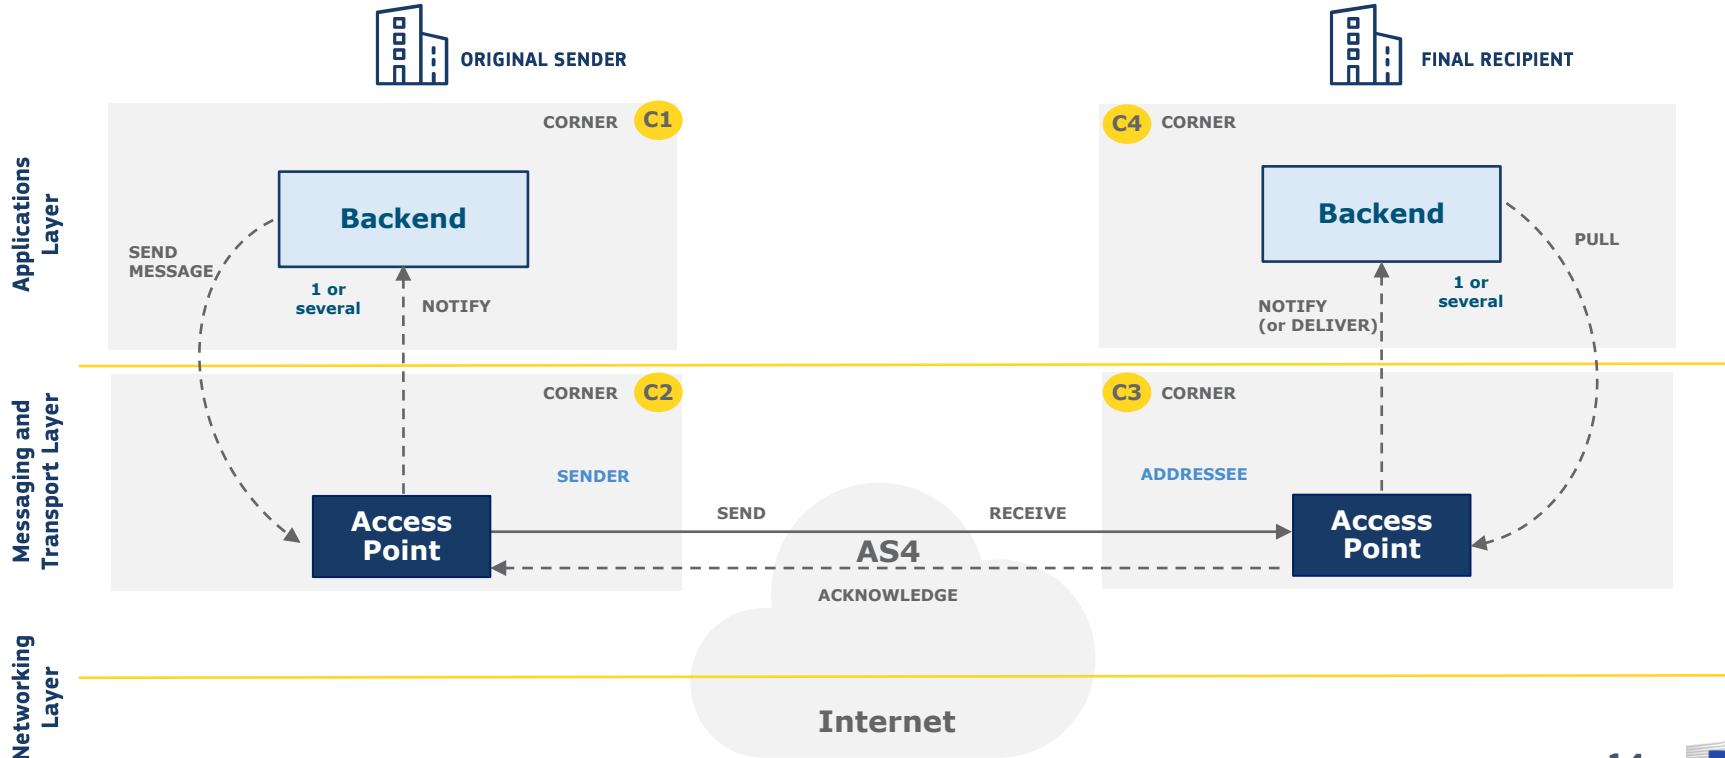 ORIGINAL SENDER
FINAL RECIPIENT
Applications
Layer
CORNER C1
Backend
SEND
MESSAGE
1 or
several
NOTIFY
C4 CORNER
Backend
PULL
1 or
several
NOTIFY
(or DELIVER)
Messaging and
Transport Layer
CORNER C2
SENDER
Access
Point
SEND
RECEIVE
AS4
ACKNOWLEDGE
C3 CORNER
ADDRESSEE
Access
Point
Networking
Layer
Internet